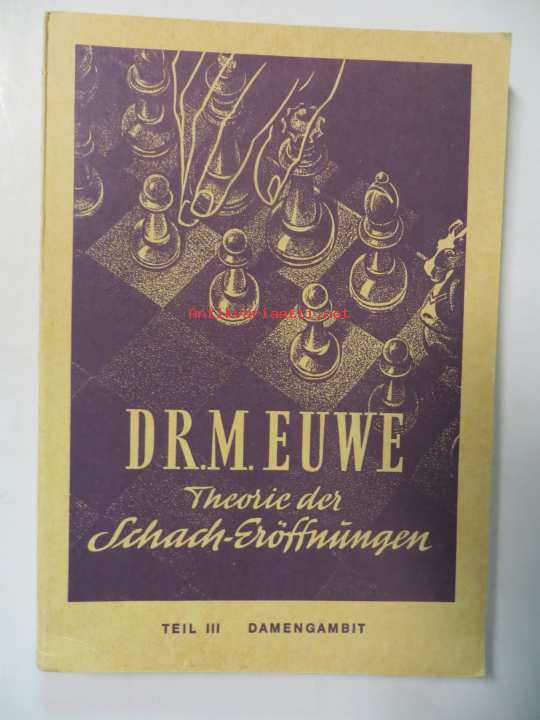 Antikvariaatti.net
DR. M. EUWE
Theorie der
Schach-Eröffnungen
TEIL III DAMENGAMBIT